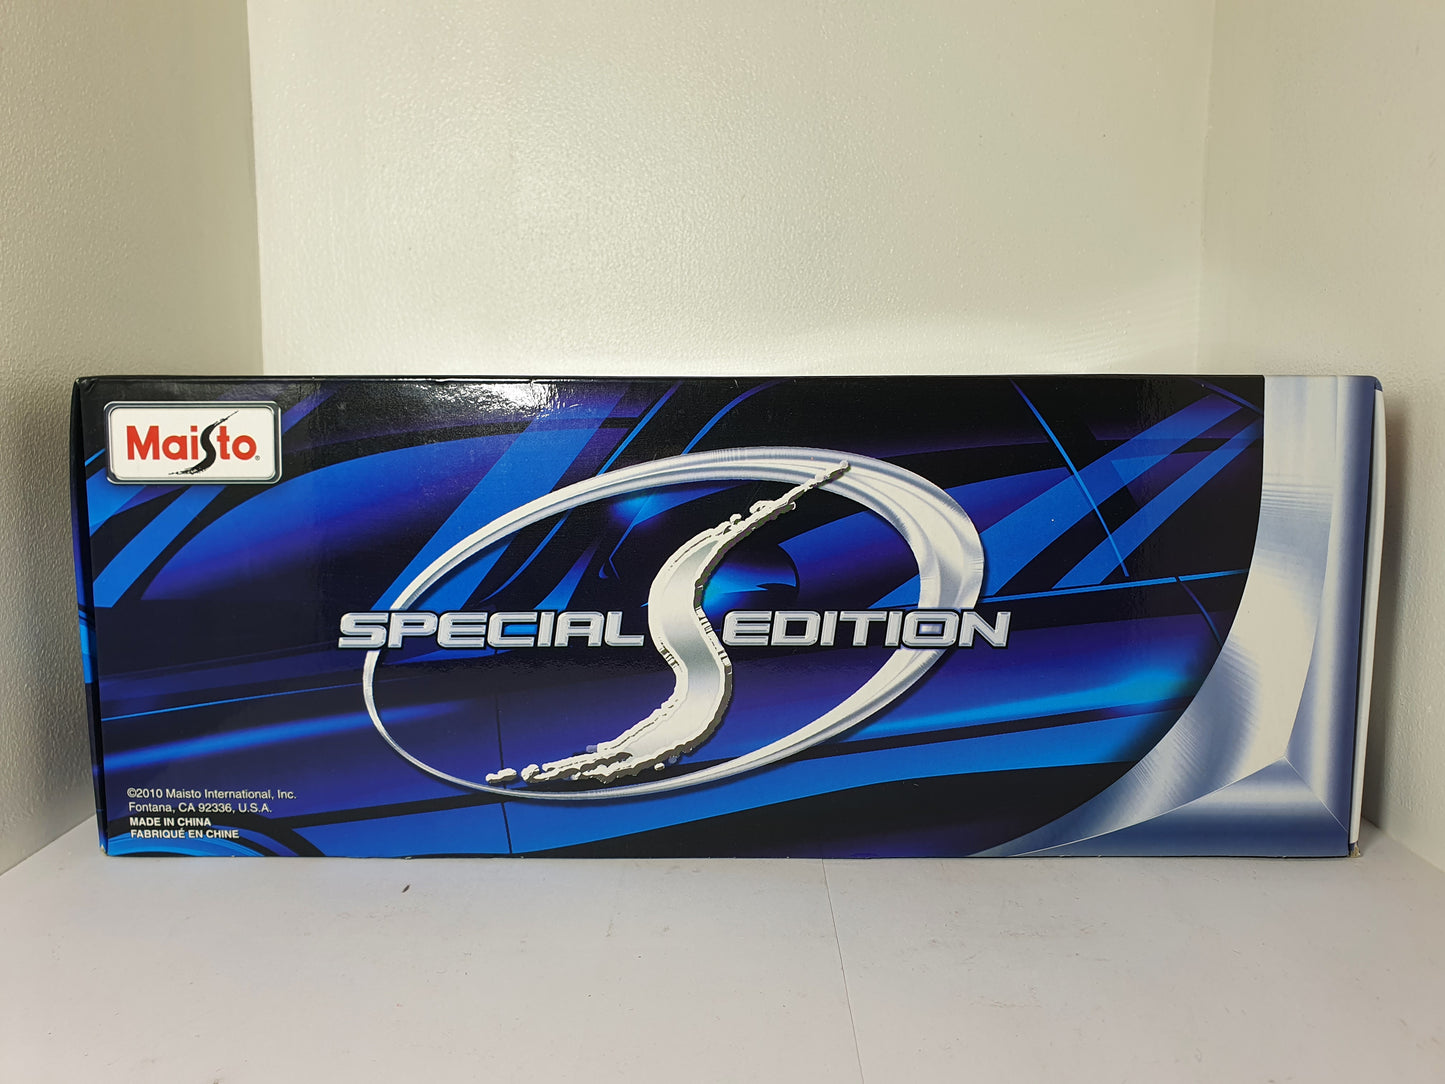 Maisto®
SPECIAL EDITION
©2010 Maisto International, Inc.
Fontana, CA 92336, U.S.A.
MADE IN CHINA
FABRIQUÉ EN CHINE